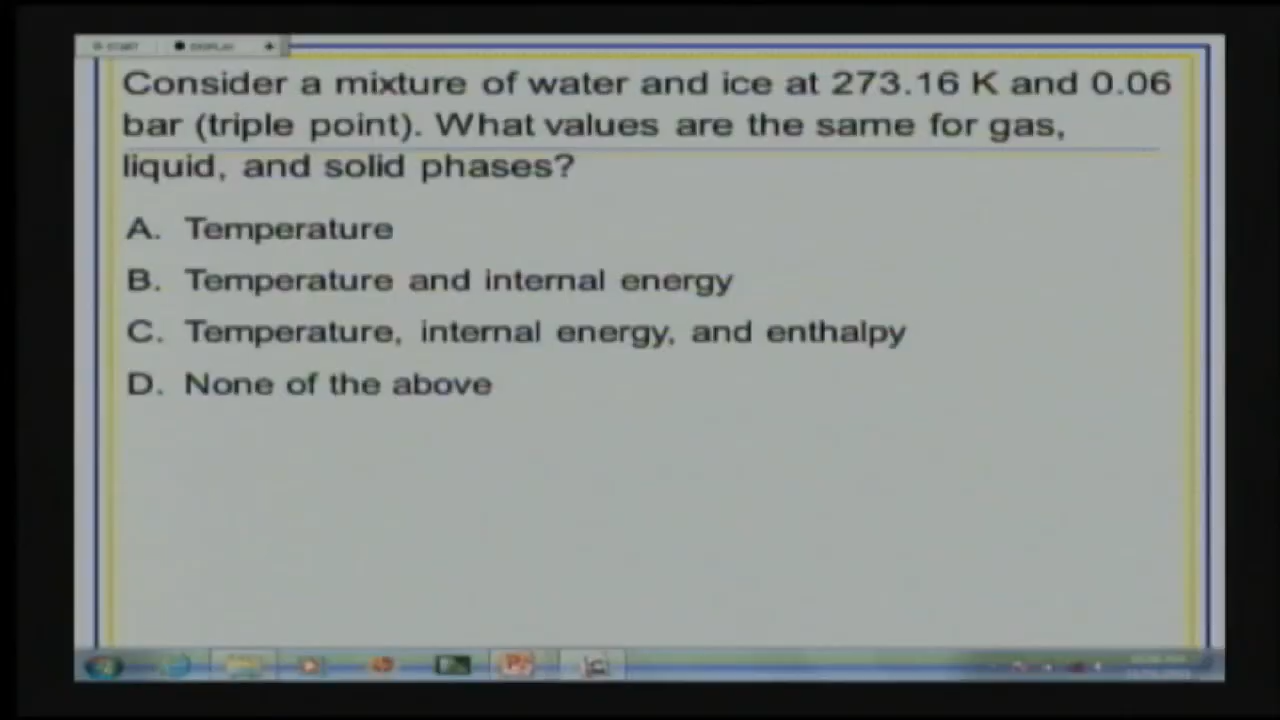 START DISPLAY
Consider a mixture of water and ice at 273.16 K and 0.06
bar (triple point). What values are the same for gas,
liquid, and solid phases?
A. Temperature
B. Temperature and internal energy
C. Temperature, internal energy, and enthalpy
D. None of the above